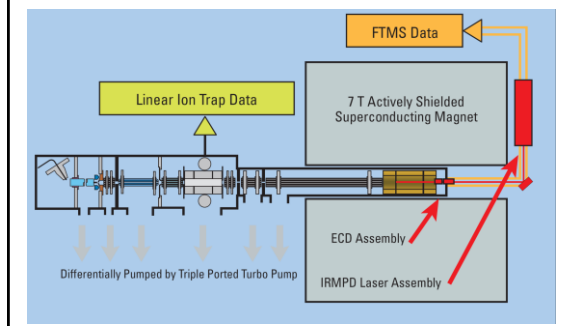 FTMS Data
Linear Ion Trap Data
7 T Actively Shielded
Superconducting Magnet
ECD Assembly
Differentially Pumped by Triple Ported Turbo Pump
IRMPD Laser Assembly